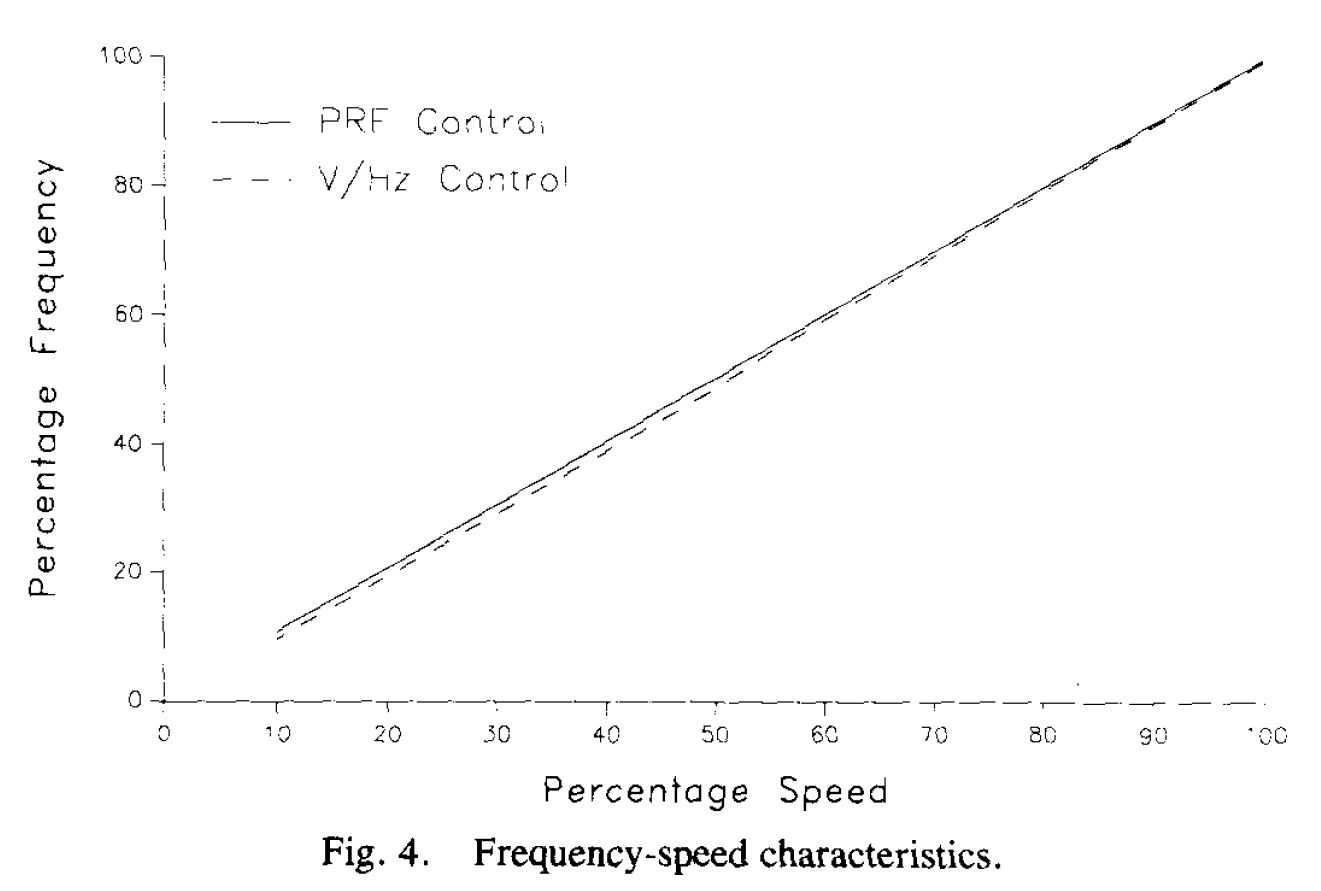 100
PRF Control
V/Hz Control
80
60
40
20
0
Percentage Frequency
0 10 20 30 40 50 60 70 80 90 100
Percentage Speed
Fig. 4. Frequency-speed characteristics.